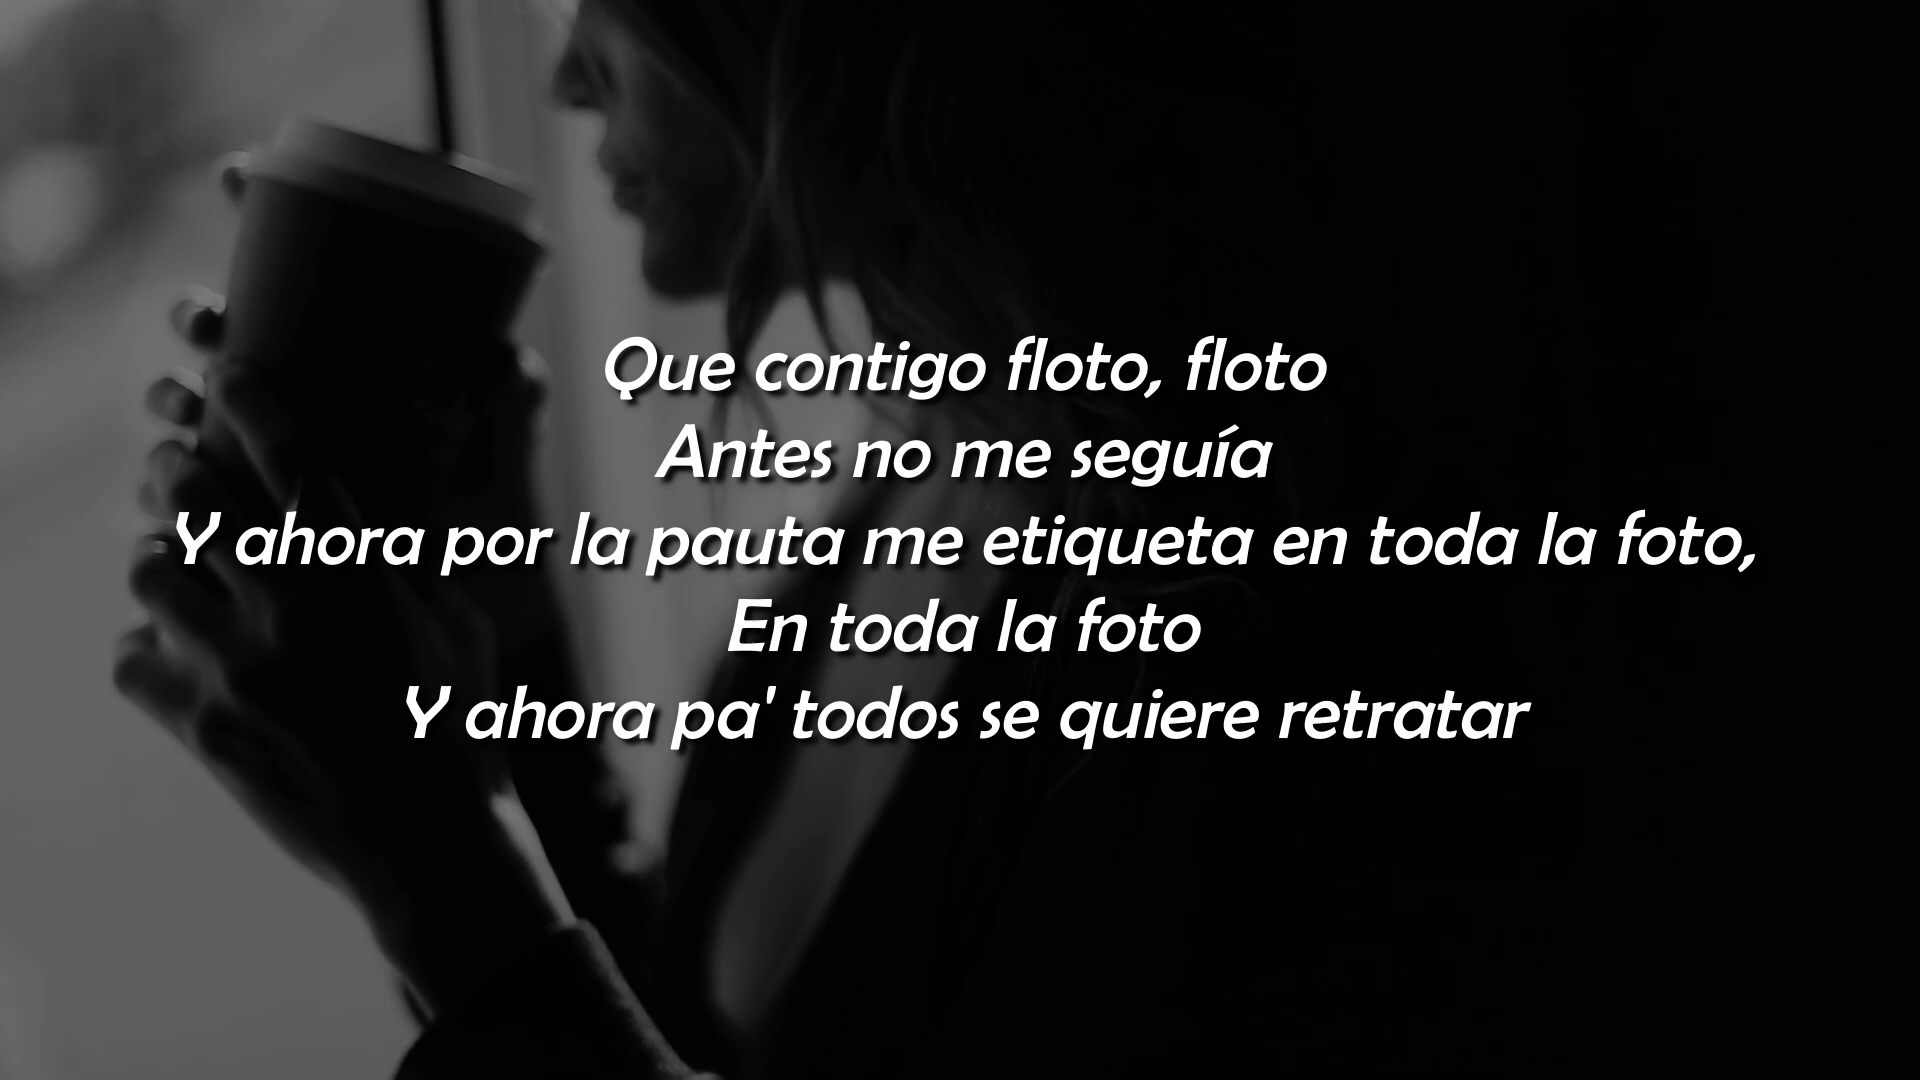 Que contigo floto, floto
Antes no me seguía
Y ahora por la pauta me etiqueta en toda la foto,
En toda la foto
Y ahora pa' todos se quiere retratar